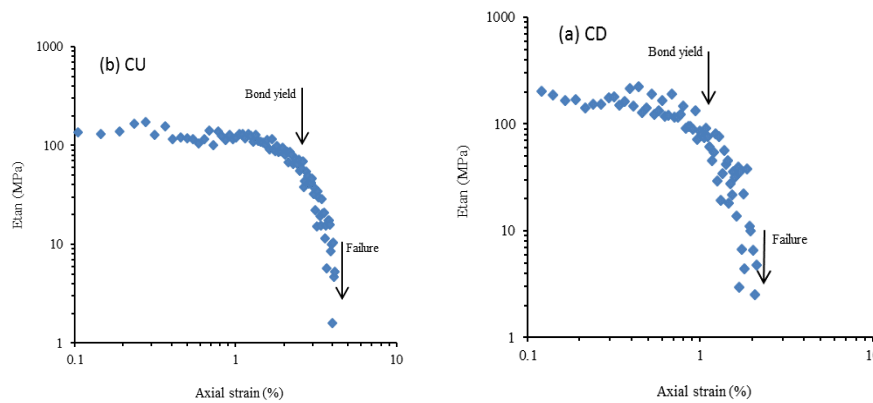 (b) CU
Etan (MPa)
1000
100
10
1
0.1
1
10
Axial strain (%)
Bond yield
Failure
(a) CD
Etan (MPa)
1000
100
10
1
0.1
1
10
Axial strain (%)
Bond yield
Failure